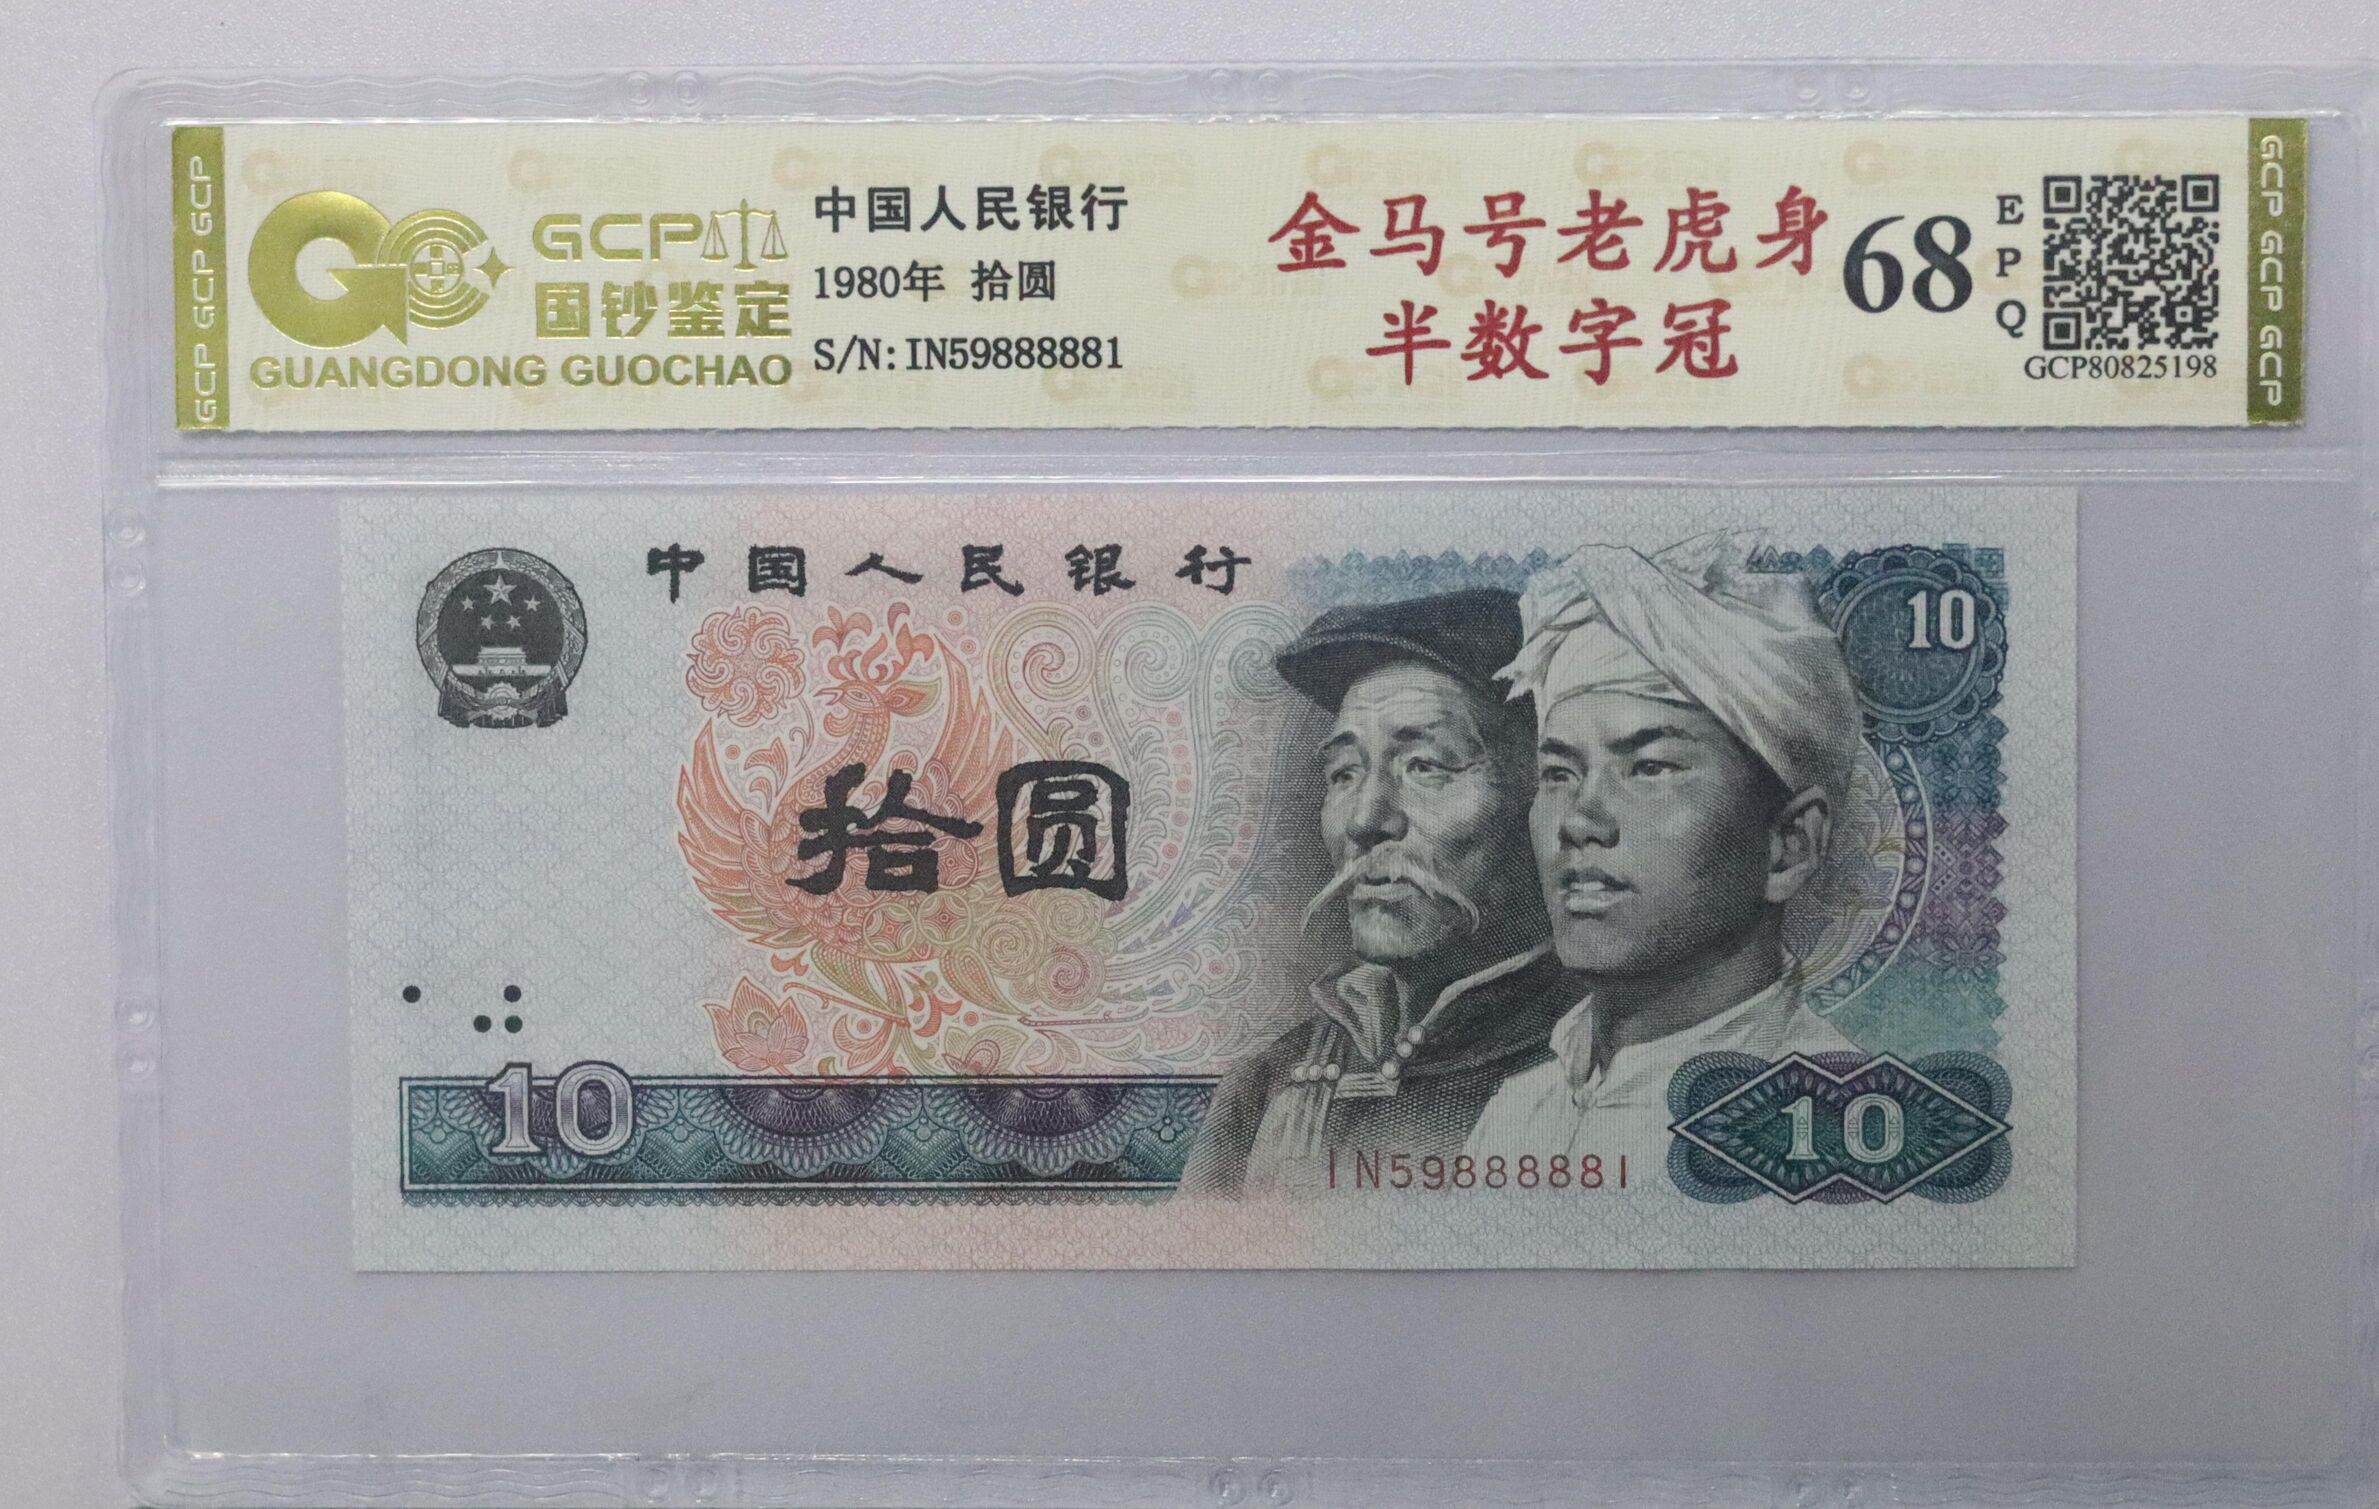 GCP GCP GCP
GCP
国钞鉴定
GUANGDONG GUOCHAO
中国人民银行
1980年 拾圆
S/N: IN59888881
金马号老虎身
半数字冠
68
EPQ
GCP80825198
GCP GCP GCP
中国人民银行
10
拾圆
10
IN59888881
10